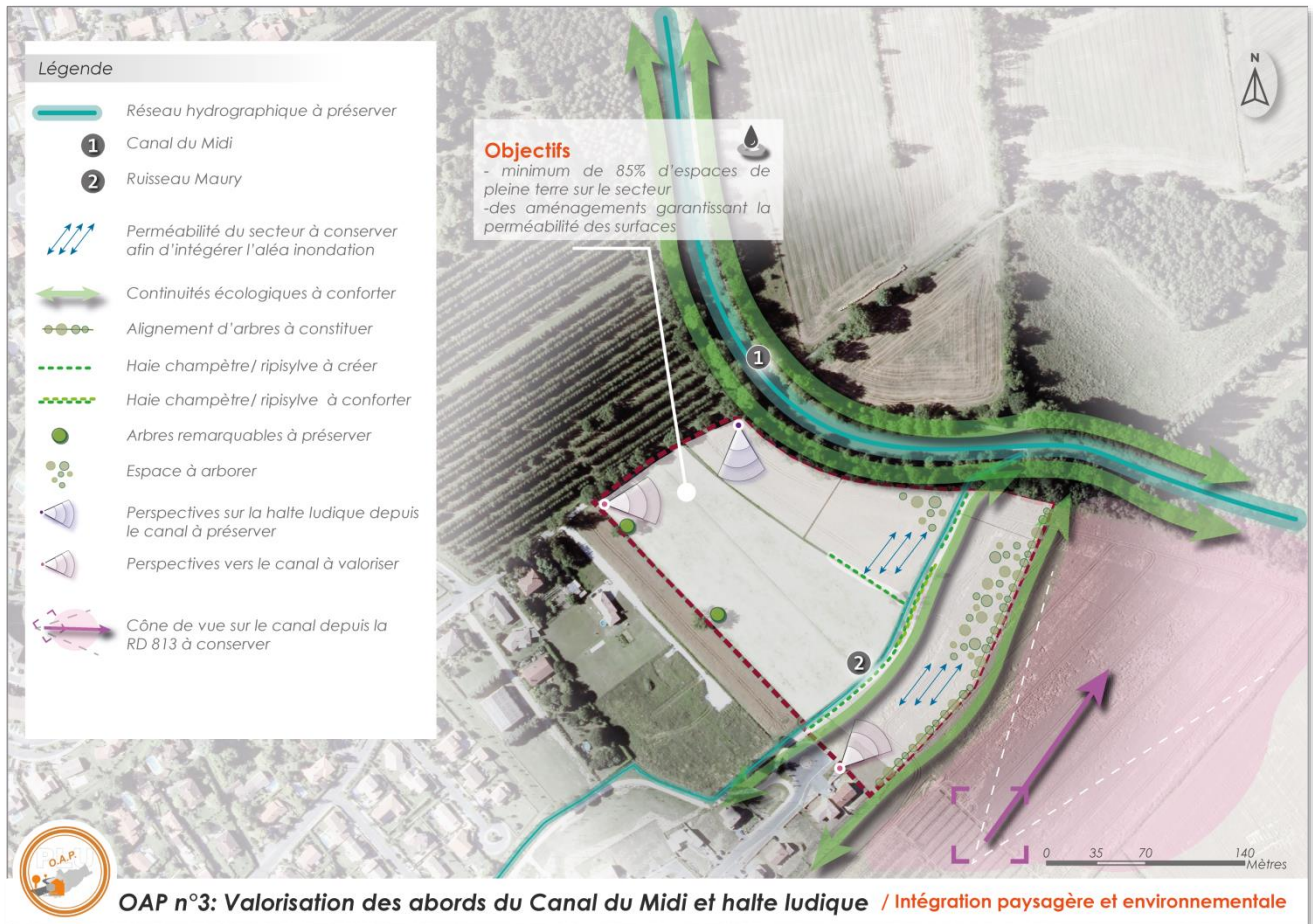 Légende
Réseau hydrographique à préserver
1 Canal du Midi
2 Ruisseau Maury
Perméabilité du secteur à conserver
afin d'intégérer l'aléa inondation
Continuités écologiques à conforter
Alignement d'arbres à constituer
Haie champètre/ ripisylve à créer
Haie champètre/ ripisylve à conforter
Arbres remarquables à préserver
Espace à arborer
Perspectives sur la halte ludique depuis
le canal à préserver
Perspectives vers le canal à valoriser
Cône de vue sur le canal depuis la
RD 813 à conserver
Objectifs
- minimum de 85% d'espaces de
pleine terre sur le secteur
-des aménagements garantissant la
perméabilité des surfaces
N
1
2
0 35 70 140
Mètres
O.A.P.
OAP n°3: Valorisation des abords du Canal du Midi et halte ludique / Intégration paysagère et environnementale